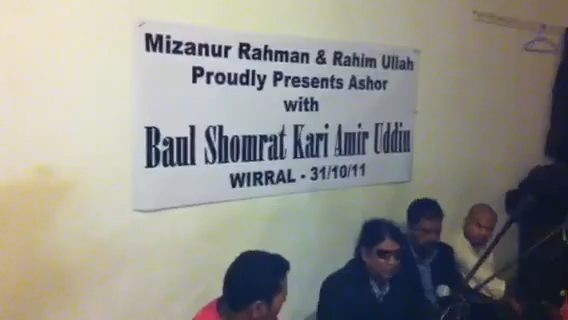 Mizanur Rahman & Rahim Ullah
Proudly Presents Ashor
with
Baul Shomrat Kari Amir Uddin
WIRRAL - 31/10/11